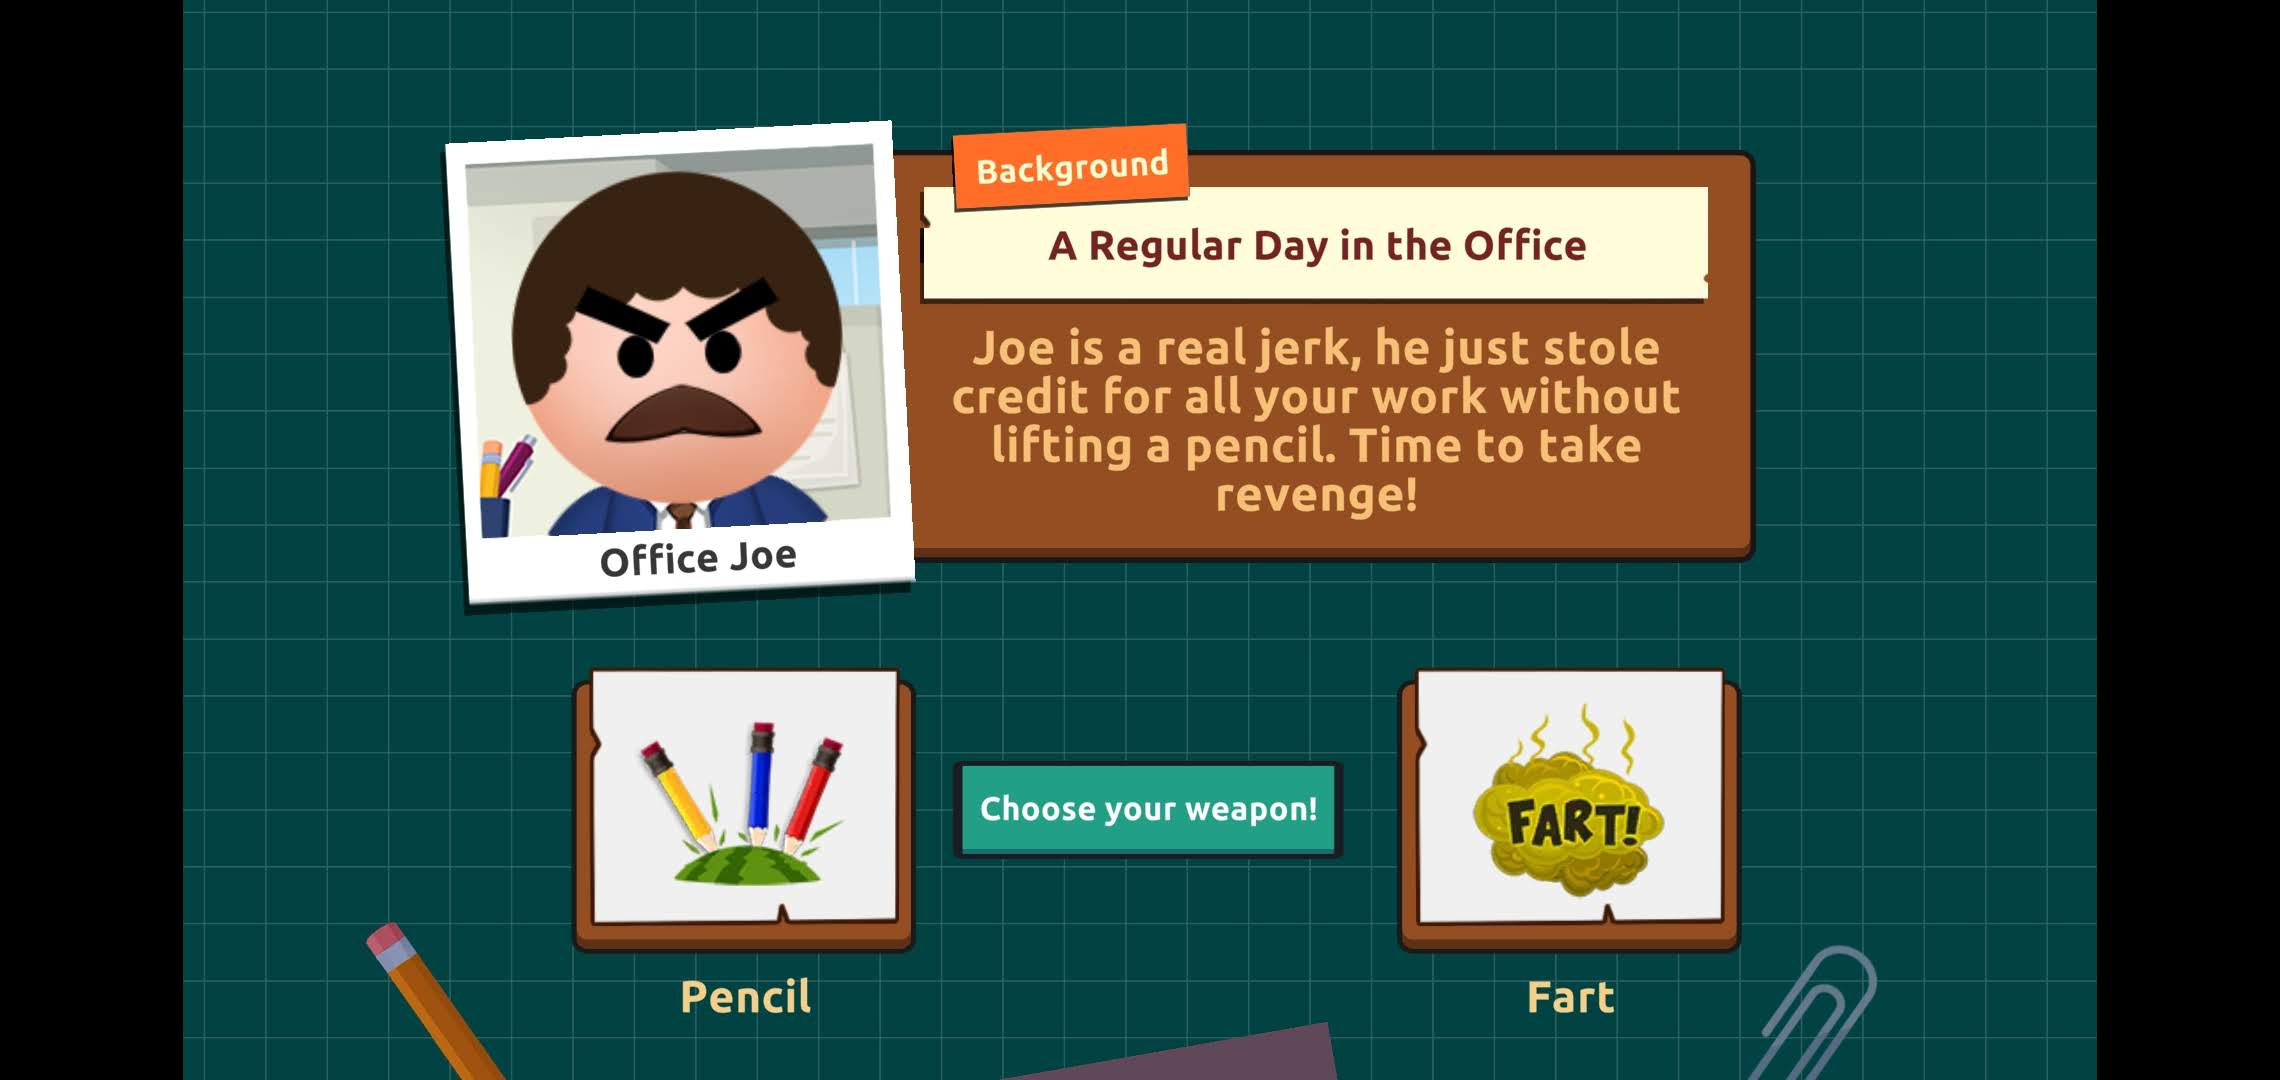 Background
A Regular Day in the Office
Joe is a real jerk, he just stole
credit for all your work without
lifting a pencil. Time to take
revenge!
Office Joe
Choose your weapon!
FART!
Pencil
Fart